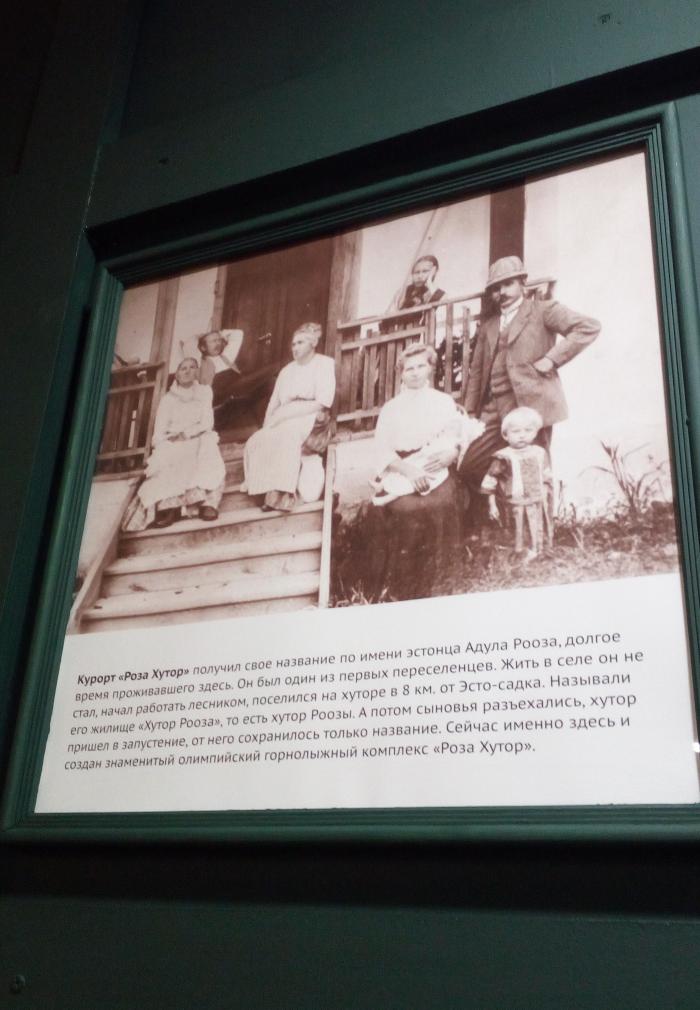 Курорт «Роза Хутор» получил свое название по имени эстонца Адула Рооза, долгое
время проживавшего здесь. Он был один из первых переселенцев. Жить в селе он не
стал, начал работать лесником, поселился на хуторе в 8 км. от Эсто-садка. Называли
его жилище «Хутор Рооза», то есть хутор Роозы. А потом сыновья разъехались, хутор
пришел в запустение, от него сохранилось только название. Сейчас именно здесь и
создан знаменитый олимпийский горнолыжный комплекс «Роза Хутор».